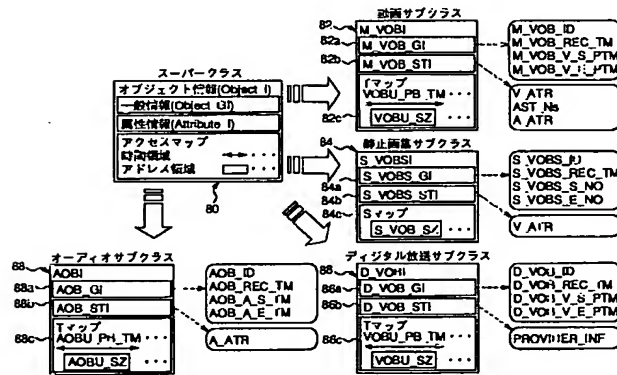 スーパークラス
オブジェクト情報(Object I)
一般情報(Object GI)
属性情報(Attribute I)
アクセスマップ
時間領域 ・・・
アドレス領域 ・・・
80
動画サブクラス
82
M_VOBI
82a
M_VOB_GI
82b
M_VOB_STI
Tマップ
VOBU_PB_TM・・・
82c
VOBU_SZ ・・・
M_VOB_ID
M_VOB_REC_TM
M_VOB_V_S_PTM
M_VOB_V_E_PTM
V_ATR
AST_Ns
A_ATR
静止画集サブクラス
84
S_VOBSI
84a
S_VOBS_GI
84b
S_VOBS_STI
84c
Sマップ
S_VOB_SZ ・・・
S_VOBS_ID
S_VOBS_REC_TM
S_VOBS_S_NO
S_VOBS_E_NO
V_ATR
オーディオサブクラス
88
AOBI
88a
AOB_GI
88b
AOB_STI
Tマップ
AOBU_PB_TM・・・
88c
AOBU_SZ ・・・
AOB_ID
AOB_REC_TM
AOB_A_S_TM
AOB_A_E_TM
A_ATR
ディジタル放送サブクラス
D_VOBI
86a
D_VOB_GI
86b
D_VOB_STI
Tマップ
VOBU_PB_TM・・・
86c
VOBU_SZ ・・・
D_VOB_ID
D_VOB_REC_TM
D_VOB_V_S_PTM
D_VOB_V_E_PTM
PROVIDER_INF